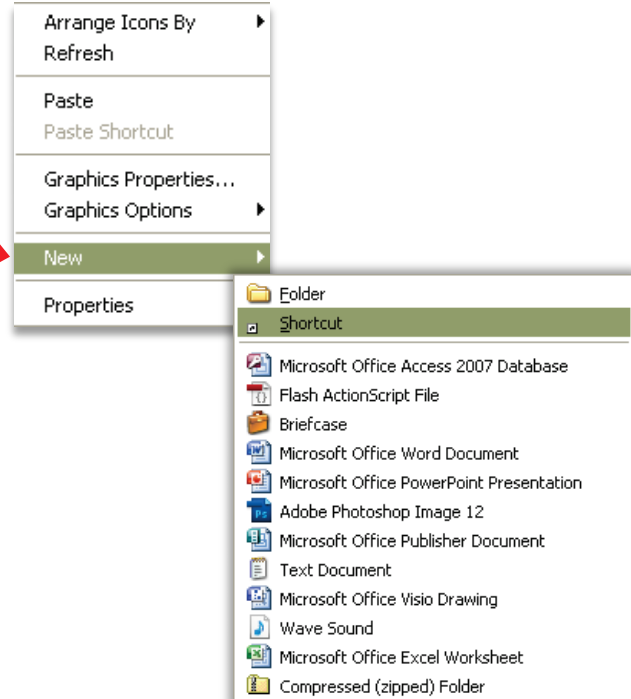 Arrange Icons By
Refresh
Paste
Paste Shortcut
Graphics Properties...
Graphics Options
New
Properties
Folder
Shortcut
Microsoft Office Access 2007 Database
Flash ActionScript File
Briefcase
Microsoft Office Word Document
Microsoft Office PowerPoint Presentation
Adobe Photoshop Image 12
Microsoft Office Publisher Document
Text Document
Microsoft Office Visio Drawing
Wave Sound
Microsoft Office Excel Worksheet
Compressed (zipped) Folder